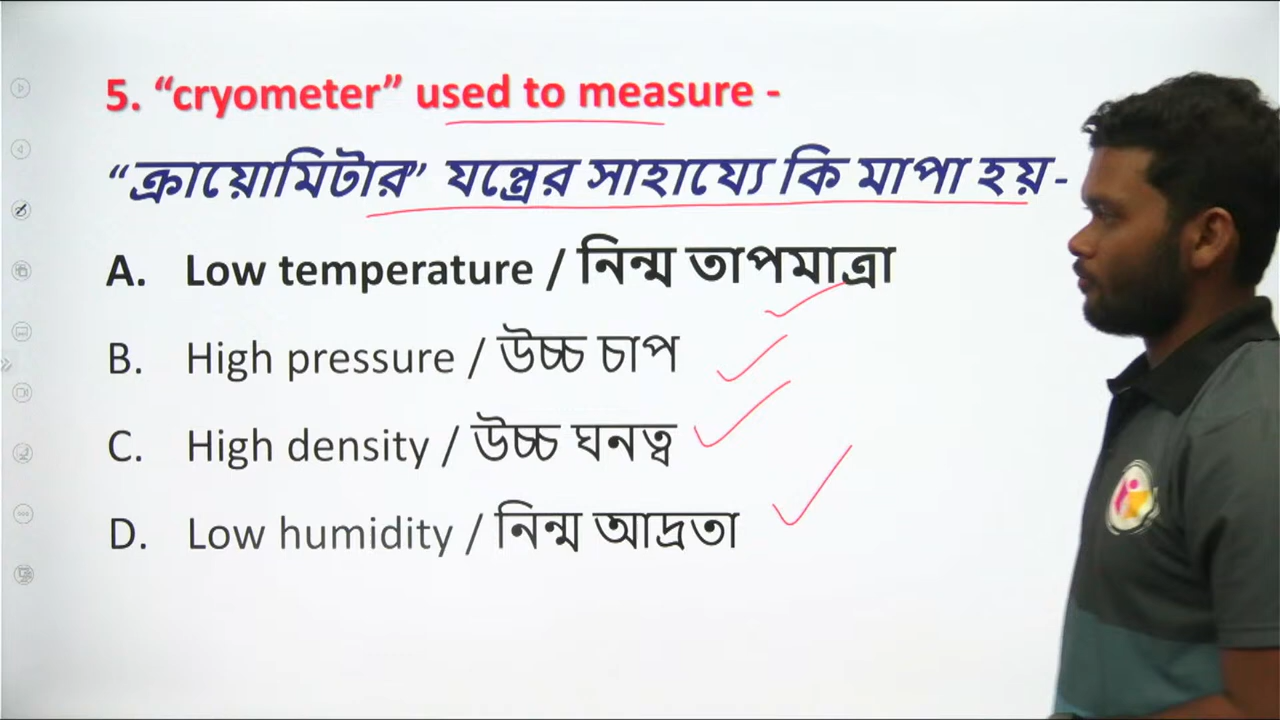 5. “cryometer” used to measure -
“ক্রায়োমিটার” যন্ত্রের সাহায্যে কি মাপা হয়-
A. Low temperature / নিন্ম তাপমাত্রা
B. High pressure / উচ্চ চাপ
C. High density / উচ্চ ঘনত্ব
D. Low humidity / নিন্ম আদ্রতা